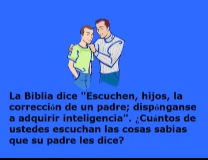 La Biblia dice "Escuchen, hijos, la
corrección de un padre; dispónganse
a adquirir inteligencia". ¿Cuántos de
ustedes escuchan las cosas sabias
que su padre les dice?